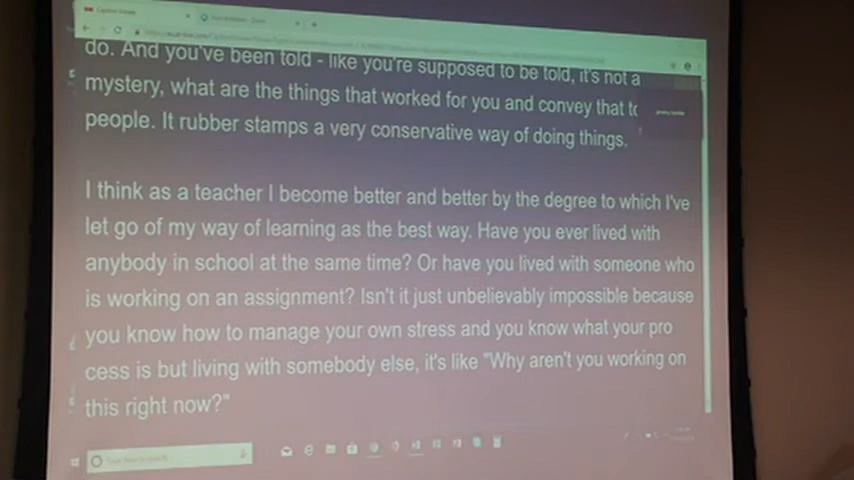 do. And you've been told - like you're supposed to be told, it's not a
mystery, what are the things that worked for you and convey that to
people. It rubber stamps a very conservative way of doing things.
I think as a teacher I become better and better by the degree to which I've
let go of my way of learning as the best way. Have you ever lived with
anybody in school at the same time? Or have you lived with someone who
is working on an assignment? Isn't it just unbelievably impossible because
you know how to manage your own stress and you know what your pro
cess is but living with somebody else, it's like "Why aren't you working on
this right now?"